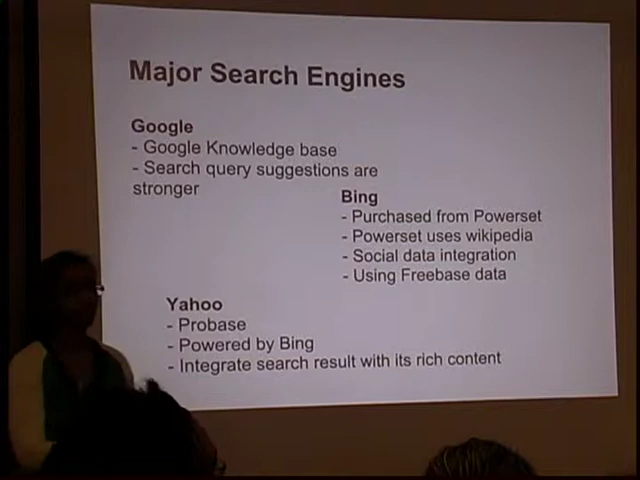 Major Search Engines
Google
- Google Knowledge base
- Search query suggestions are
stronger
Bing
- Purchased from Powerset
- Powerset uses wikipedia
- Social data integration
- Using Freebase data
Yahoo
- Probase
- Powered by Bing
- Integrate search result with its rich content